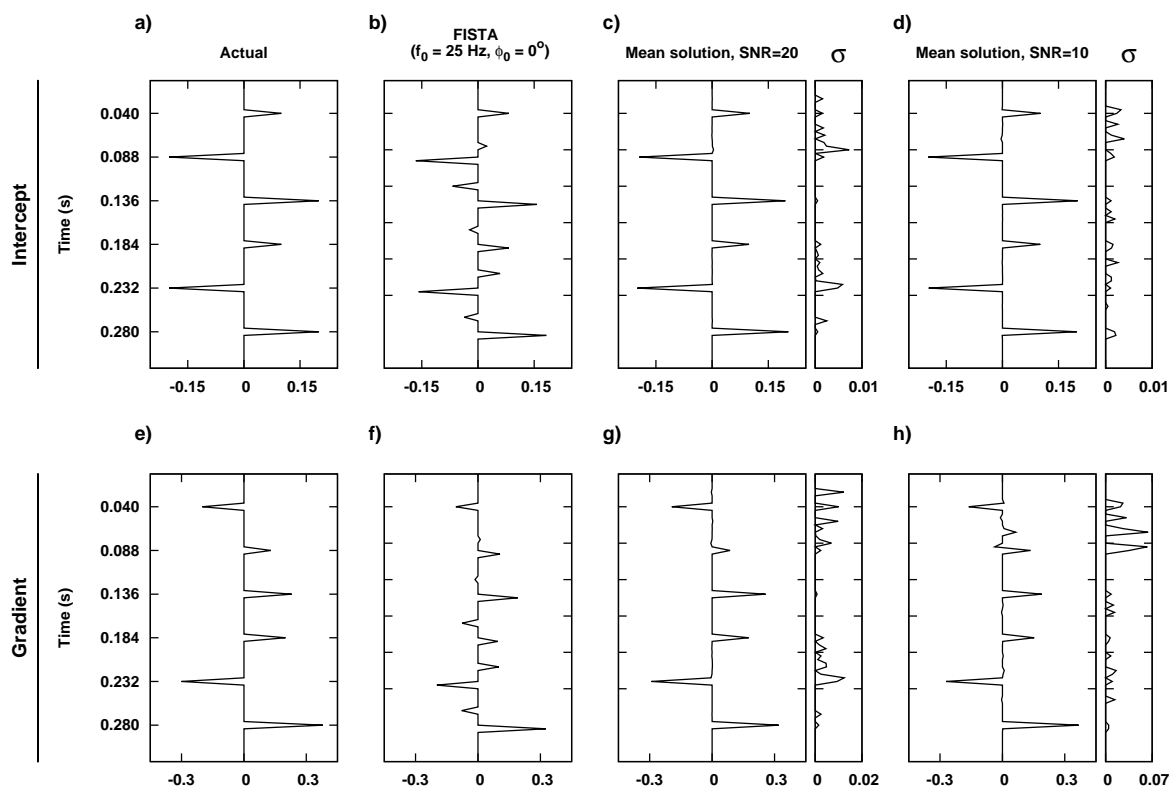 a)
b)
c)
d)
Actual
FISTA
(f0 = 25 Hz, ϕ0 = 0o)
Mean solution, SNR=20
σ
Mean solution, SNR=10
σ
Intercept
Time (s)
0.040
0.088
0.136
0.184
0.232
0.280
-0.15 0 0.15
-0.15 0 0.15
-0.15 0 0.15
0 0.01
-0.15 0 0.15
0 0.01
e)
f)
g)
h)
Gradient
Time (s)
0.040
0.088
0.136
0.184
0.232
0.280
-0.3 0 0.3
-0.3 0 0.3
-0.3 0 0.3
0 0.02
-0.3 0 0.3
0 0.07